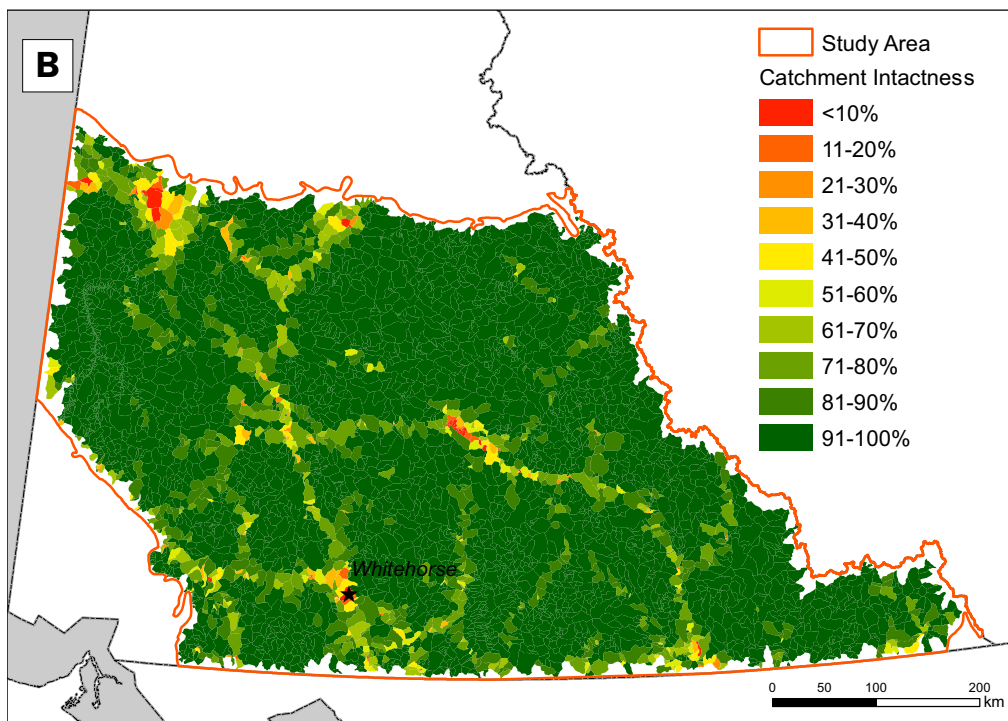 B
Study Area
Catchment Intactness
<10%
11-20%
21-30%
31-40%
41-50%
51-60%
61-70%
71-80%
81-90%
91-100%
Whitehorse
0 50 100 200
km